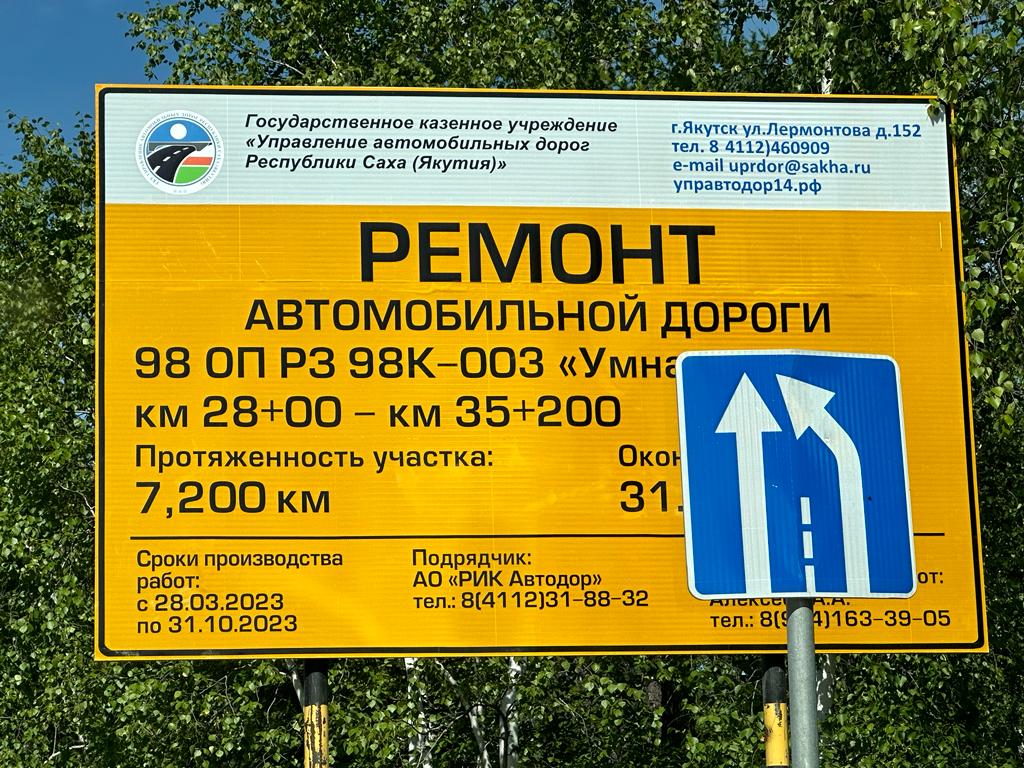 Государственное казенное учреждение
«Управление автомобильных дорог
Республики Саха (Якутия)»
г.Якутск ул.Лермонтова д.152
тел. 8 4112)460909
e-mail uprdor@sakha.ru
управтодор14.рф
РЕМОНТ
АВТОМОБИЛЬНОЙ ДОРОГИ
98 ОП РЗ 98К-003
км 28+00 - км 35+200
Протяженность участка:
7,200 км
31.
Сроки производства
работ:
с 28.03.2023
по 31.10.2023
Подрядчик:
АО «РИК Автодор»
тел.: 8(4112)31-88-32
тел.: 163-39-05